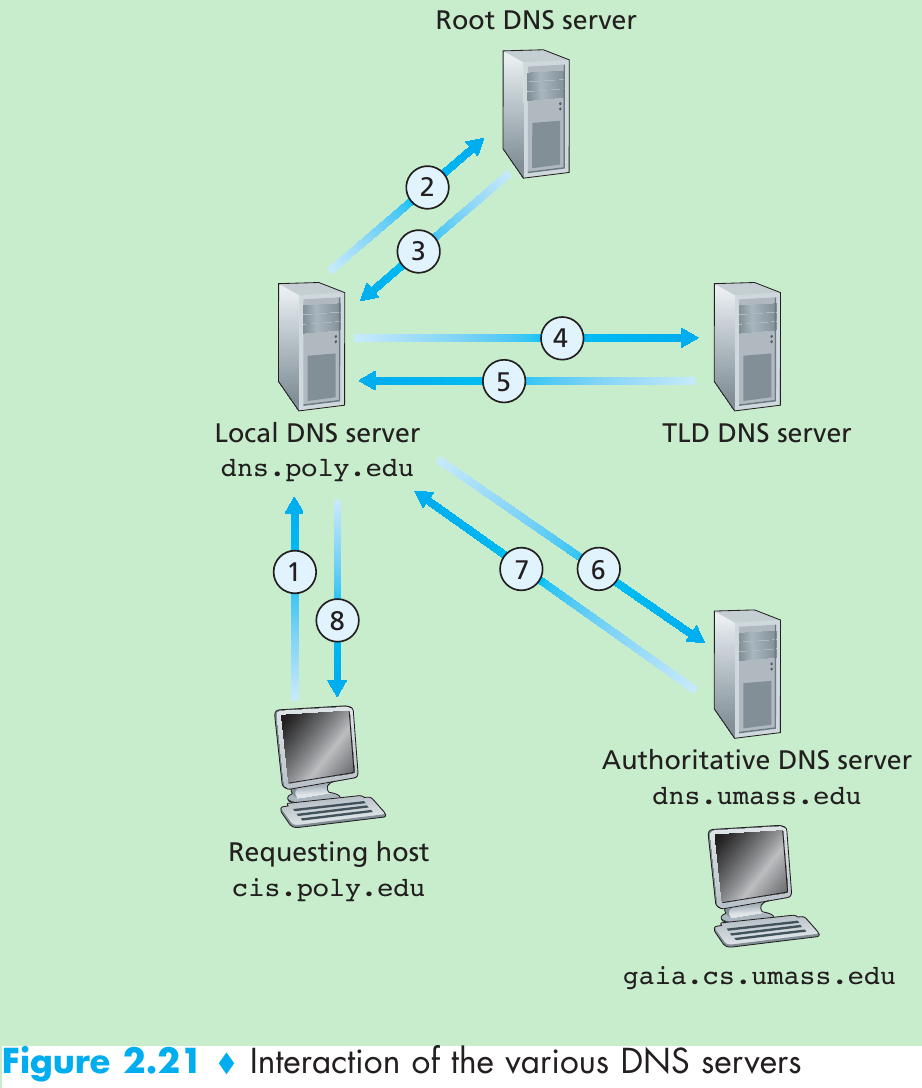 Root DNS server
2
3
4
5
Local DNS server
dns.poly.edu
TLD DNS server
1
8
7
6
Authoritative DNS server
dns.umass.edu
Requesting host
cis.poly.edu
gaia.cs.umass.edu
Figure 2.21 ♦ Interaction of the various DNS servers